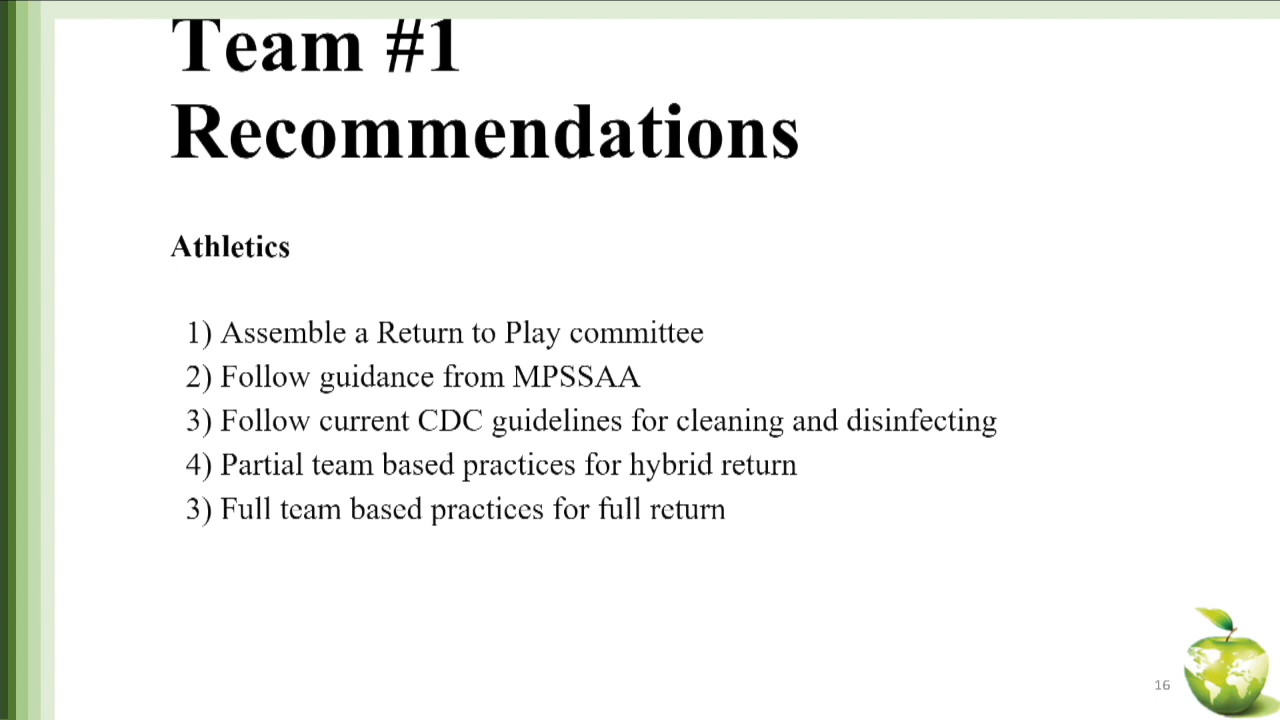 Team #1
Recommendations
Athletics
1) Assemble a Return to Play committee
2) Follow guidance from MPSSAA
3) Follow current CDC guidelines for cleaning and disinfecting
4) Partial team based practices for hybrid return
3) Full team based practices for full return
16